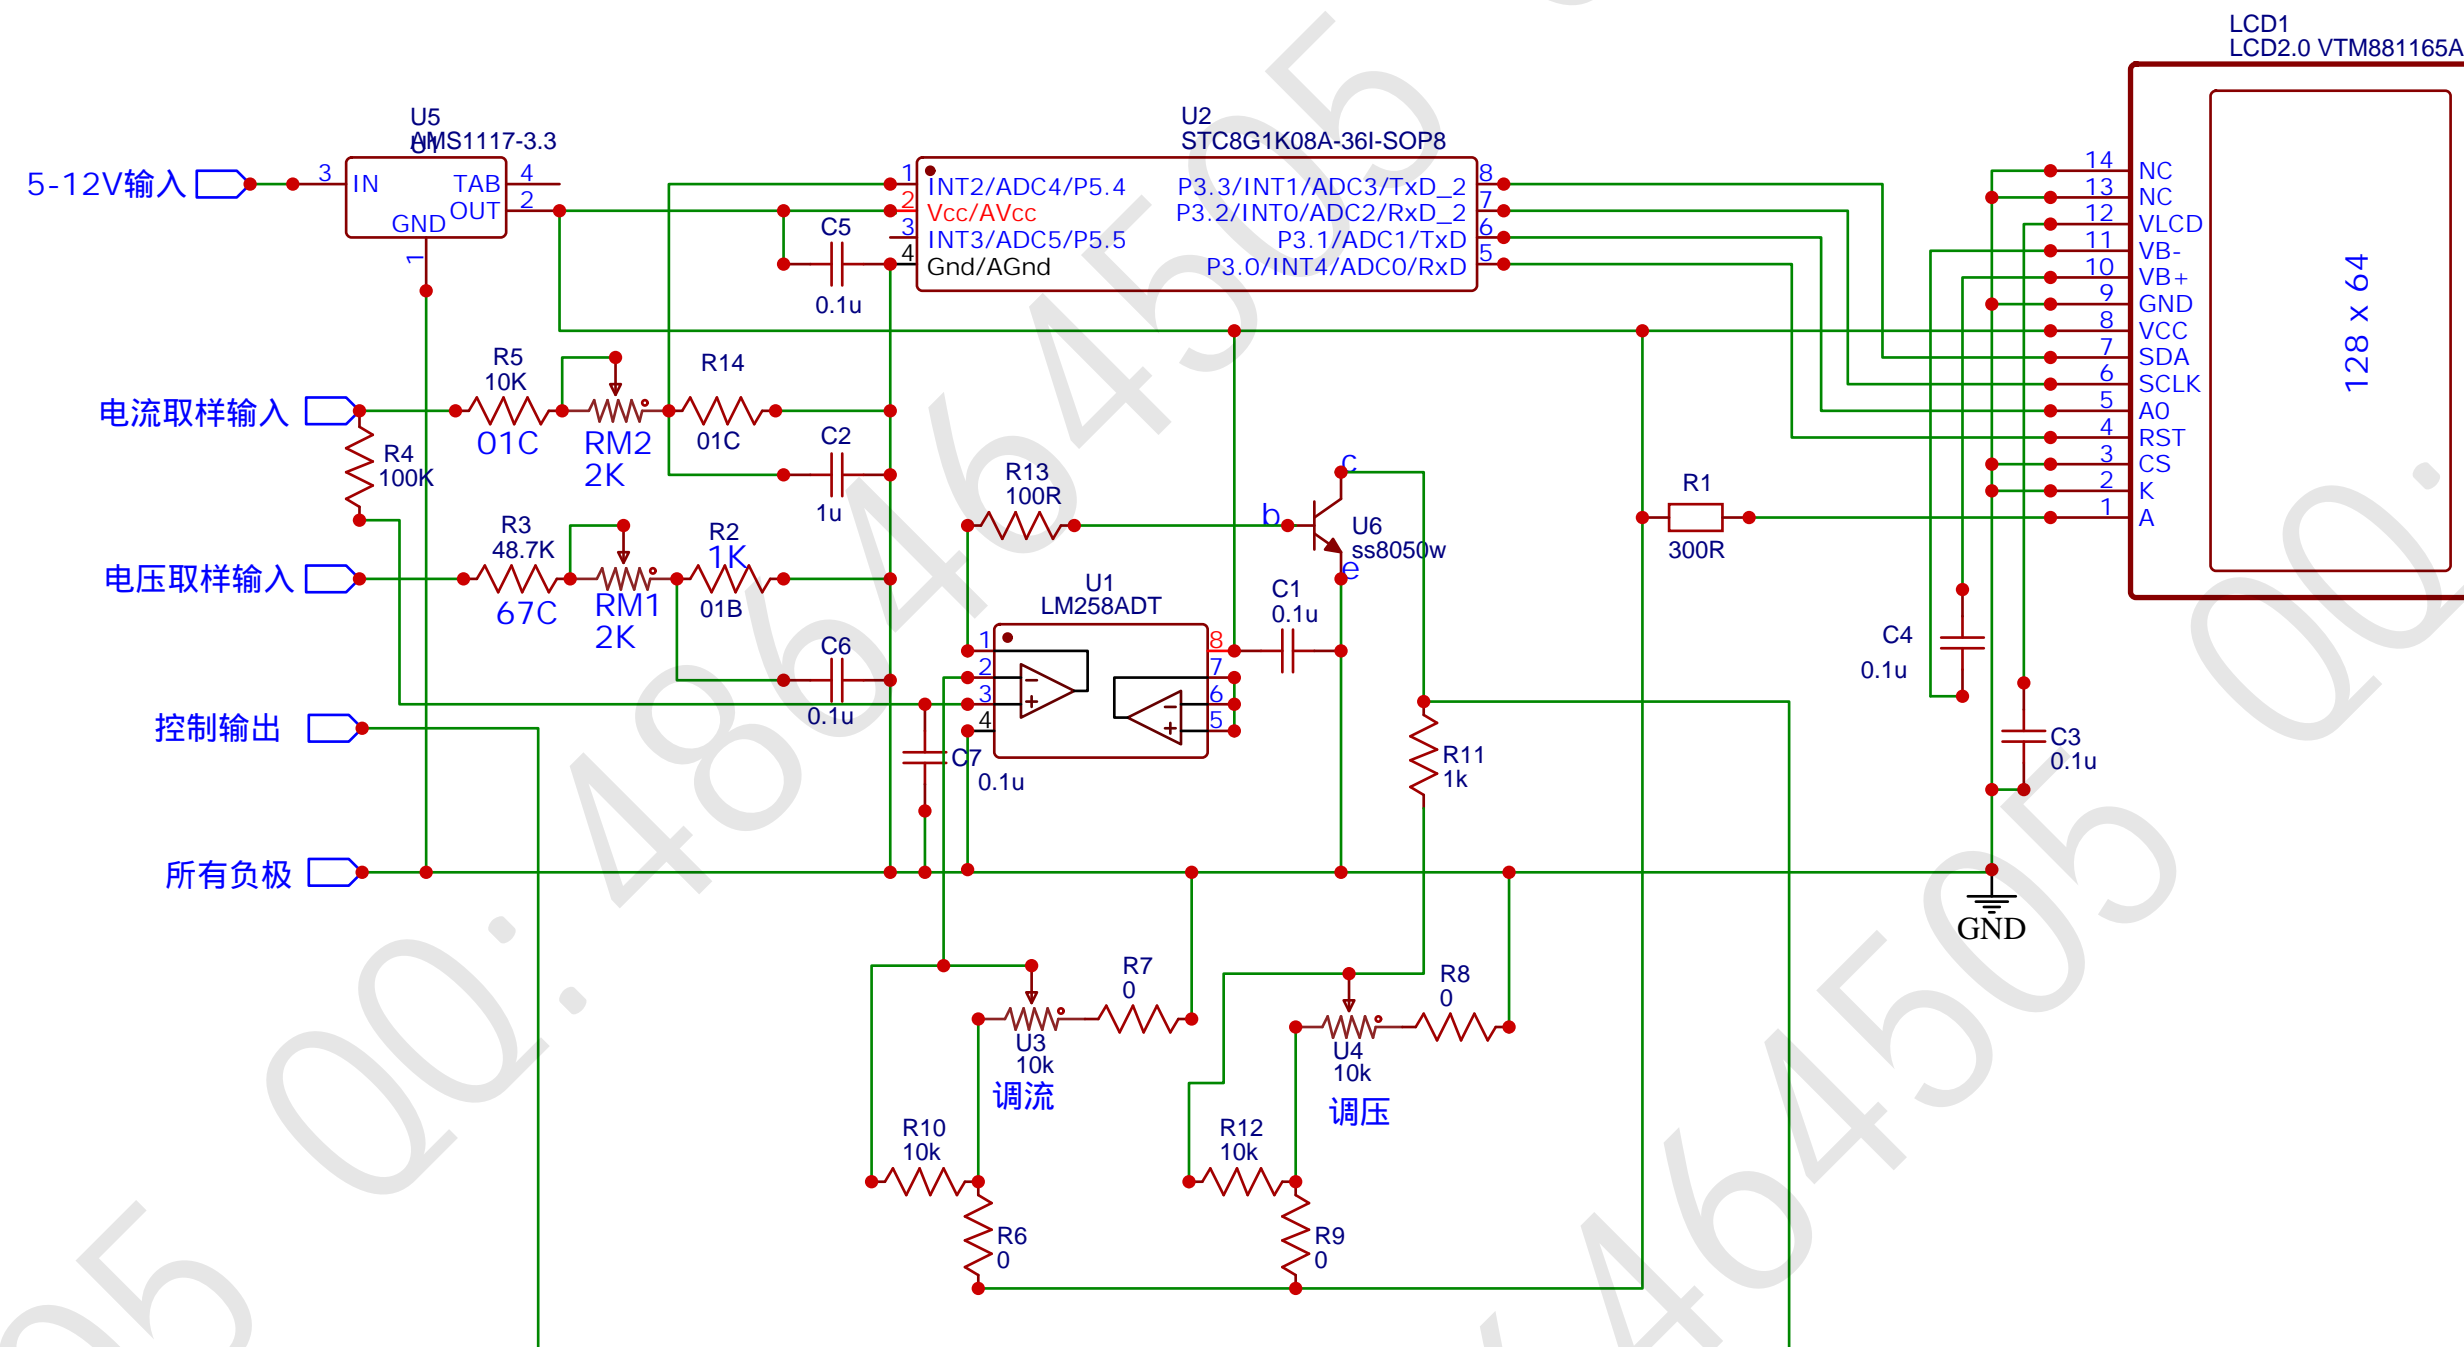 LCD1
LCD2.0 VTM881165A
U5
AMS1117-3.3
U2
STC8G1K08A-36I-SOP8
5-12V输入
3
IN
TAB
4
OUT
2
GND
1
1
INT2/ADC4/P5.4
2
Vcc/AVcc
3
INT3/ADC5/P5.5
4
Gnd/AGnd
P3.3/INT1/ADC3/TxD_2
8
P3.2/INT0/ADC2/RxD_2
7
P3.1/ADC1/TxD
6
P3.0/INT4/ADC0/RxD
5
C5
0.1u
14
NC
13
NC
12
VLCD
11
VB-
10
VB+
9
GND
8
VCC
7
SDA
6
SCLK
5
A0
4
RST
3
CS
2
K
1
A
128 x 64
电流取样输入
R5
10K
01C
RM2
2K
R14
01C
R4
100K
C2
1u
电压取样输入
R3
48.7K
67C
RM1
2K
R2
1K
01B
C6
0.1u
R13
100R
c
b
e
U6
ss8050w
R1
300R
U1
LM258ADT
1
2
3
4
8
7
6
5
C1
0.1u
C7
0.1u
R11
1k
C4
0.1u
C3
0.1u
控制输出
所有负极
GND
U3
10k
调流
R7
0
U4
10k
调压
R8
0
R10
10k
R6
0
R12
10k
R9
0
QQ: 486464505